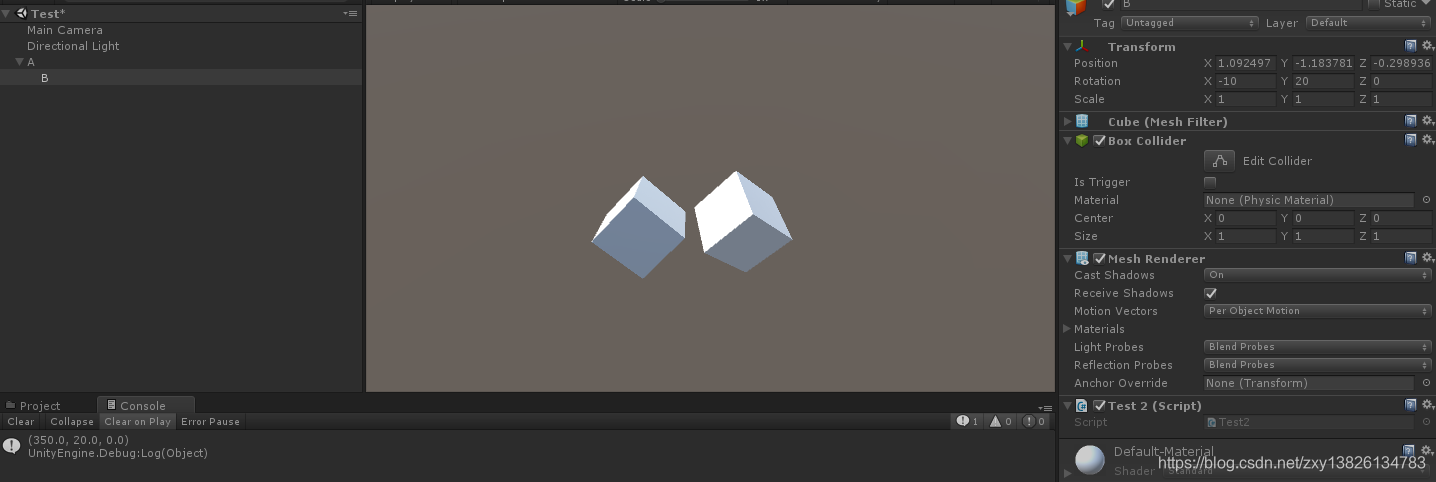 Test*
Main Camera
Directional Light
A
B
B
Static
Tag Untagged Layer Default
Transform
Position X 1.092497 Y -1.183781 Z -0.298936
Rotation X -10 Y 20 Z 0
Scale X 1 Y 1 Z 1
Cube (Mesh Filter)
Box Collider
Edit Collider
Is Trigger
Material None (Physic Material)
Center X 0 Y 0 Z 0
Size X 1 Y 1 Z 1
Mesh Renderer
Cast Shadows On
Receive Shadows
Motion Vectors Per Object Motion
Materials
Light Probes Blend Probes
Reflection Probes Blend Probes
Anchor Override None (Transform)
Test 2 (Script)
Script Test2
Default-Material
Shader Standard
https://blog.csdn.net/zxy13826134783
Project Console
Clear Collapse Clear on Play Error Pause 1 0 0
(350.0, 20.0, 0.0)
UnityEngine.Debug:Log(Object)